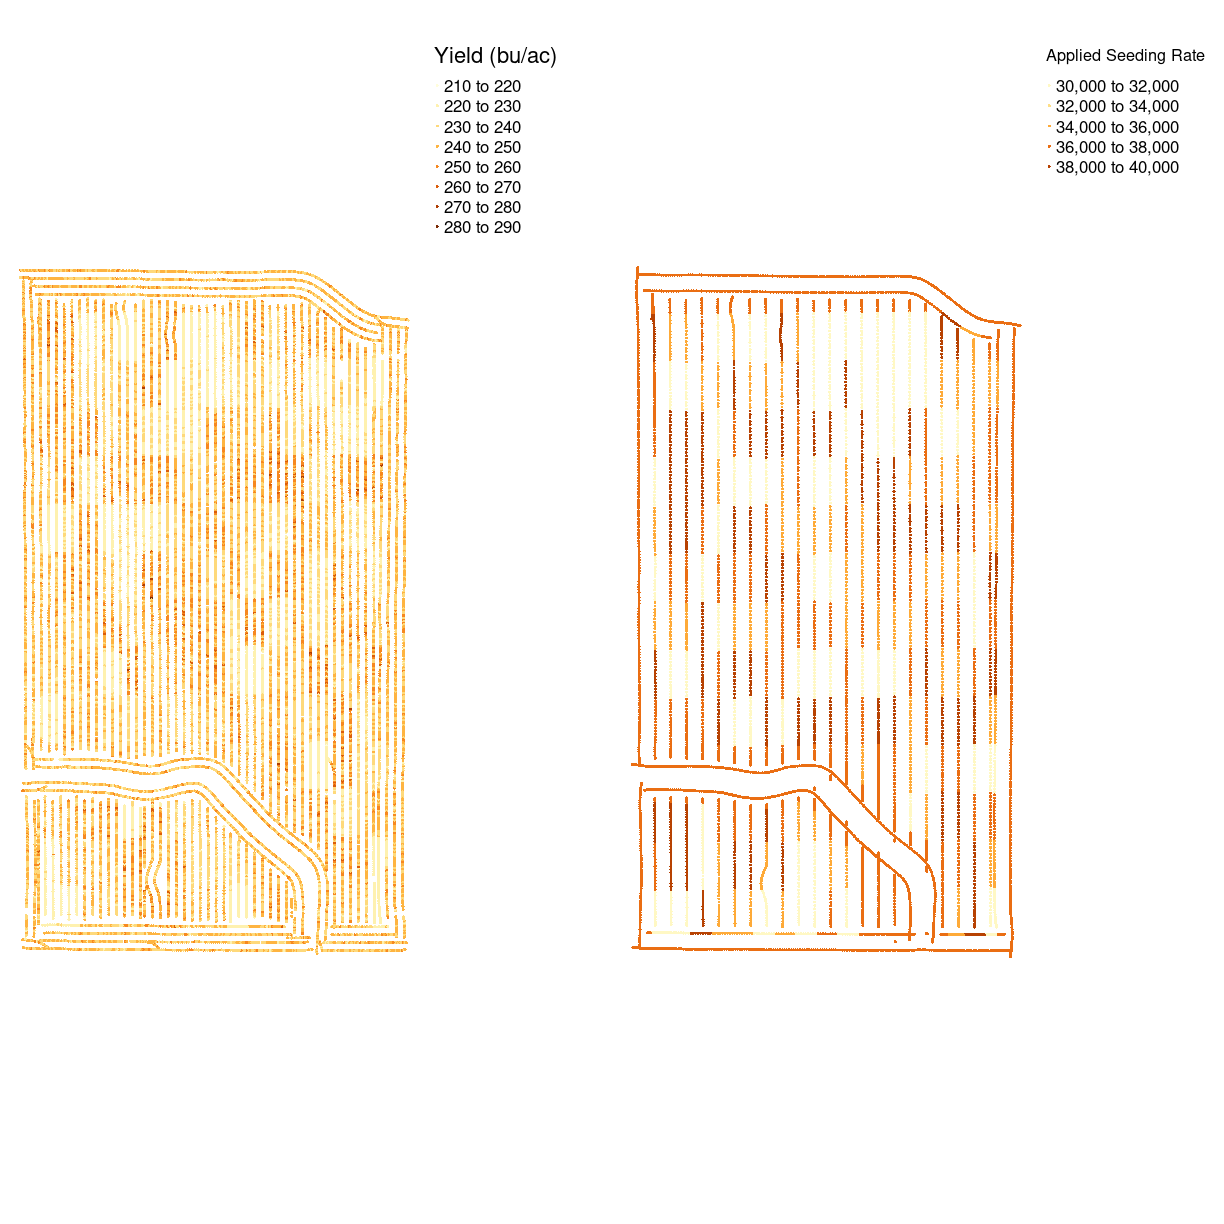 Yield (bu/ac)
210 to 220
220 to 230
230 to 240
240 to 250
250 to 260
260 to 270
270 to 280
280 to 290
Applied Seeding Rate
30,000 to 32,000
32,000 to 34,000
34,000 to 36,000
36,000 to 38,000
38,000 to 40,000